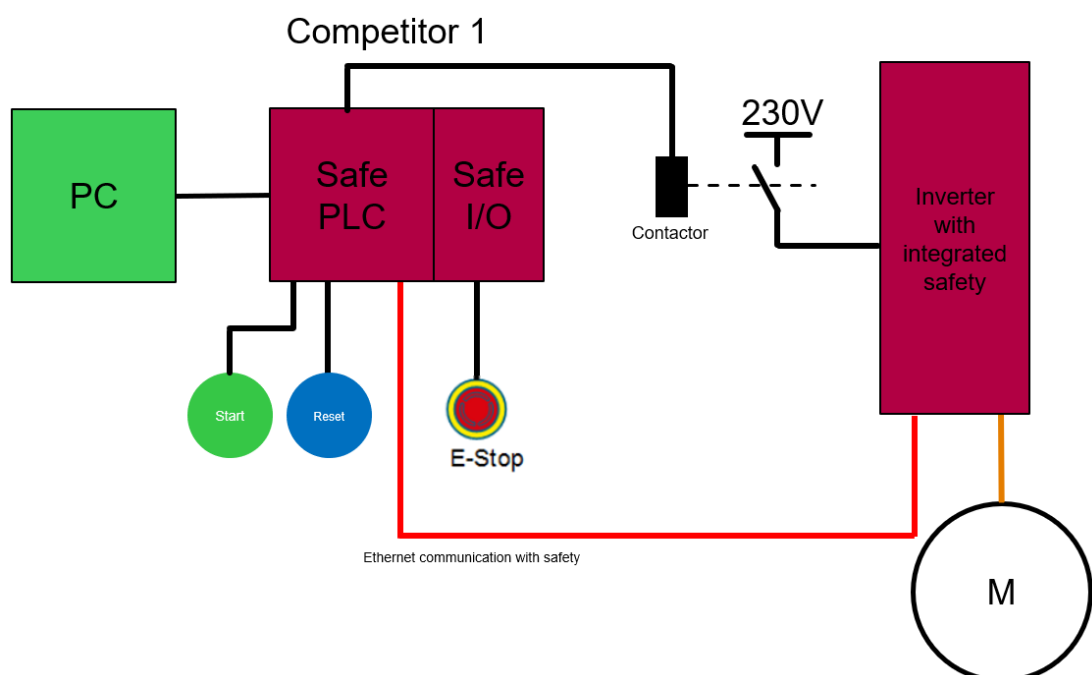 Competitor 1
230V
PC
Safe
PLC
Safe
I/O
Contactor
Inverter
with
integrated
safety
Start
Reset
E-Stop
Ethernet communication with safety
M